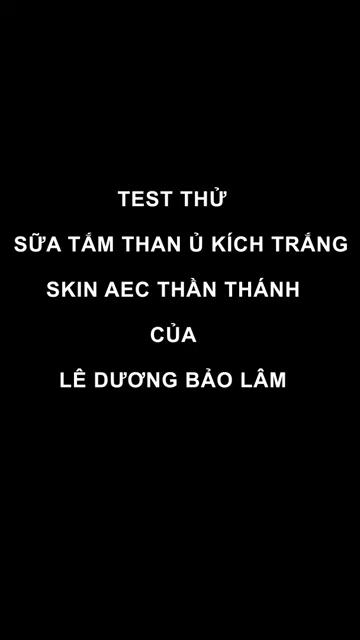 TEST THỬ
SỮA TẮM THAN Ủ KÍCH TRẮNG
SKIN AEC THẦN THÁNH
CỦA
LÊ DƯƠNG BẢO LÂM